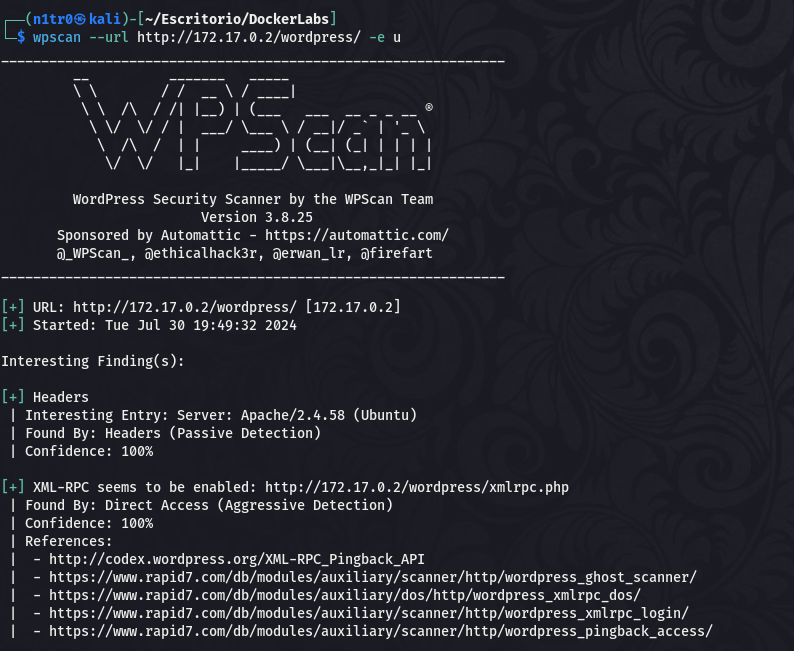 ┌──(n1tr0㉿kali)-[~/Escritorio/DockerLabs]
└─$ wpscan --url http://172.17.0.2/wordpress/ -e u
_______________________________________________________________
         __          _______   _____
         \ \        / /  __ \ / ____|
          \ \  /\  / /| |__) | (___   ___  __ _ _ __ ®
           \ \/  \/ / |  ___/ \___ \ / __|/ _` | '_ \
            \  /\  /  | |     ____) | (__| (_| | | | |
             \/  \/   |_|    |_____/ \___|\__,_|_| |_|

         WordPress Security Scanner by the WPScan Team
                         Version 3.8.25
       Sponsored by Automattic - https://automattic.com/
       @_WPScan_, @ethicalhack3r, @erwan_lr, @firefart
_______________________________________________________________

[+] URL: http://172.17.0.2/wordpress/ [172.17.0.2]
[+] Started: Tue Jul 30 19:49:32 2024

Interesting Finding(s):

[+] Headers
 | Interesting Entry: Server: Apache/2.4.58 (Ubuntu)
 | Found By: Headers (Passive Detection)
 | Confidence: 100%

[+] XML-RPC seems to be enabled: http://172.17.0.2/wordpress/xmlrpc.php
 | Found By: Direct Access (Aggressive Detection)
 | Confidence: 100%
 | References:
 |  - http://codex.wordpress.org/XML-RPC_Pingback_API
 |  - https://www.rapid7.com/db/modules/auxiliary/scanner/http/wordpress_ghost_scanner/
 |  - https://www.rapid7.com/db/modules/auxiliary/dos/http/wordpress_xmlrpc_dos/
 |  - https://www.rapid7.com/db/modules/auxiliary/scanner/http/wordpress_xmlrpc_login/
 |  - https://www.rapid7.com/db/modules/auxiliary/scanner/http/wordpress_pingback_access/